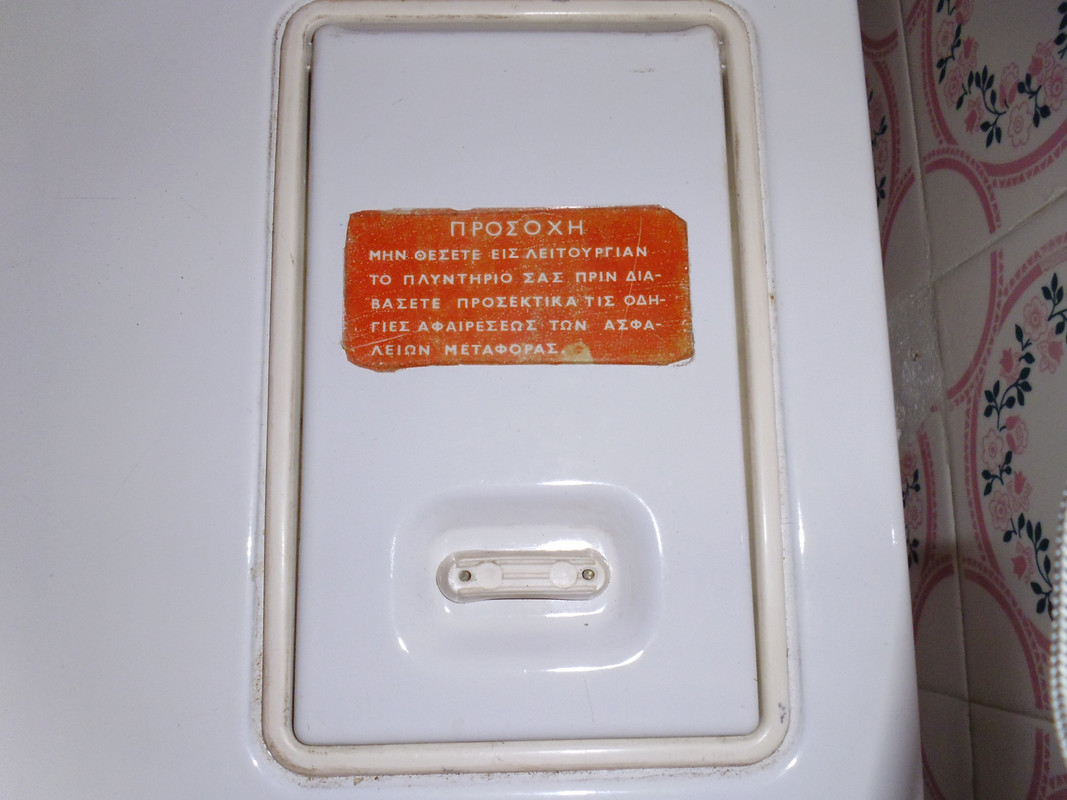 ΠΡΟΣΟΧΗ
ΜΗΝ ΘΕΣΕΤΕ ΕΙΣ ΛΕΙΤΟΥΡΓΙΑΝ
ΤΟ ΠΛΥΝΤΗΡΙΟ ΣΑΣ ΠΡΙΝ ΔΙΑ-
ΒΑΣΕΤΕ ΠΡΟΣΕΚΤΙΚΑ ΤΙΣ ΟΔΗ-
ΓΙΕΣ ΑΦΑΙΡΕΣΕΩΣ ΤΩΝ ΑΣΦΑ-
ΛΕΙΩΝ ΜΕΤΑΦΟΡΑΣ.